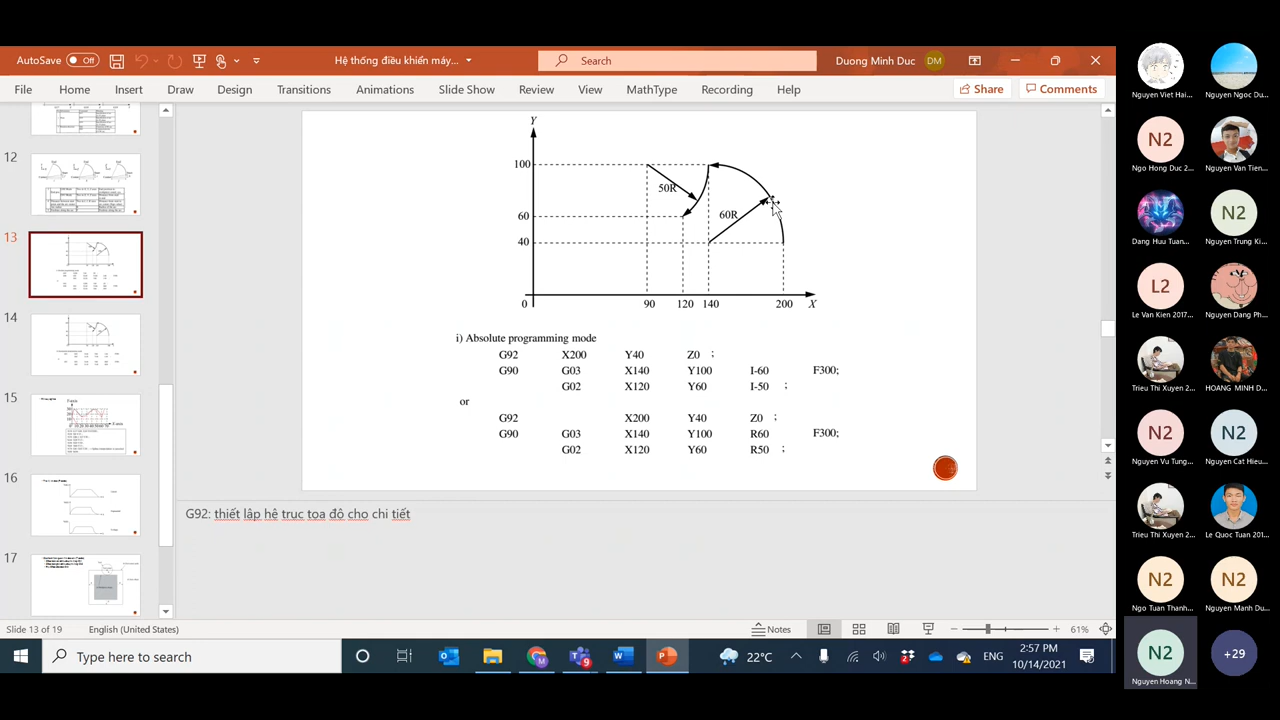 AutoSave Off Hệ thống điều khiển máy... Search Duong Minh Duc DM
File Home Insert Draw Design Transitions Animations Slide Show Review View MathType Recording Help Share Comments
12
13
14
15
16
17
Y
100
50R
60
60R
40
0 90 120 140 200 X
i) Absolute programming mode
G92 X200 Y40 Z0 ;
G90 G03 X140 Y100 I-60 F300;
G02 X120 Y60 I-50 ;
or
G92 X200 Y40 Z0 ;
G90 G03 X140 Y100 R60 F300;
G02 X120 Y60 R50 ;
G92: thiết lập hệ trục tọa độ cho chi tiết
Slide 13 of 19 English (United States) Notes 61%
Type here to search 9 22°C ENG 2:57 PM
10/14/2021
Nguyen Viet Hai... Nguyen Ngoc Du...
N2
Ngo Hong Duc 2... Nguyen Van Tien...
N2
Dang Huu Tuan... Nguyen Trung Ki...
L2
Le Van Kien 2017... Nguyen Dang Ph...
Trieu Thi Xuyen 2... HOANG MINH D...
N2 N2
Nguyen Vu Tung... Nguyen Cat Hieu...
Trieu Thi Xuyen 2... Le Quoc Tuan 201...
N2 N2
Ngo Tuan Thanh... Nguyen Manh Du...
N2 +29
Nguyen Hoang N...